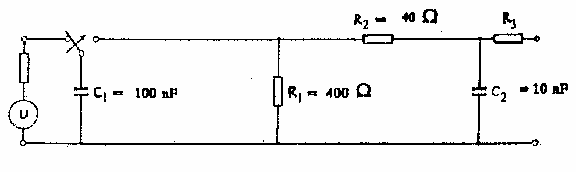 R2 = 40 Ω
R3
U
C1 = 100 nF
R1 = 400 Ω
C2 = 10 nF